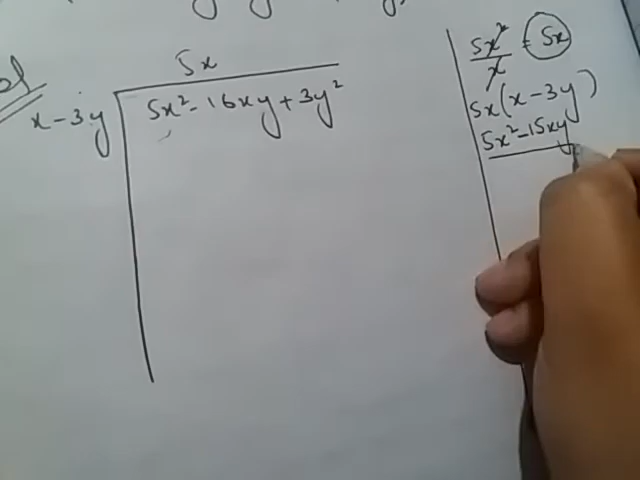 5x
x - 3y 5x² - 16xy + 3y²
5x²/x = 5x
5x(x - 3y)
5x² - 15xy